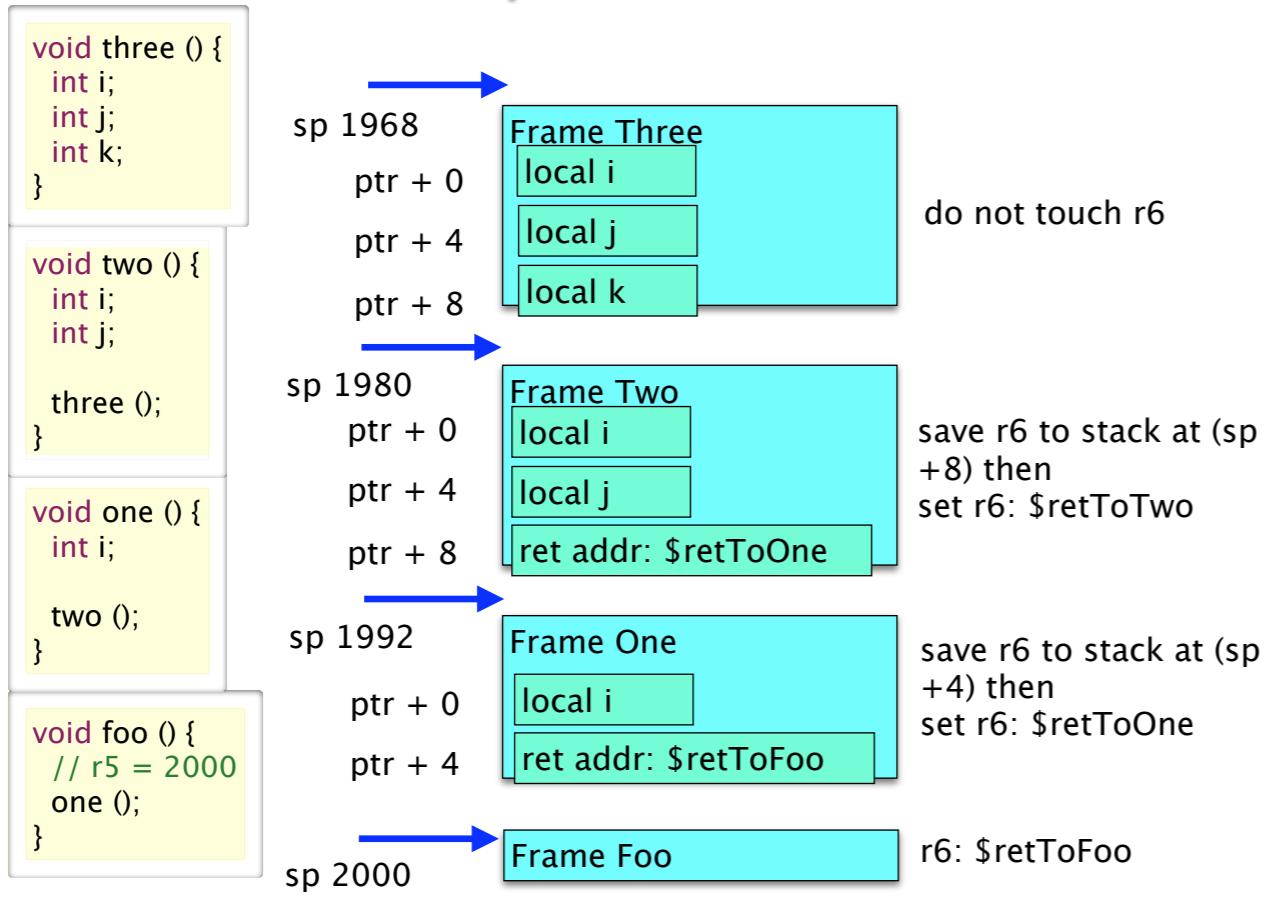 void three () {
int i;
int j;
int k;
}
void two () {
int i;
int j;
three ();
}
void one () {
int i;
two ();
}
void foo () {
// r5 = 2000
one ();
}
sp 1968
ptr + 0
ptr + 4
ptr + 8
Frame Three
local i
local j
local k
do not touch r6
sp 1980
ptr + 0
ptr + 4
ptr + 8
Frame Two
local i
local j
ret addr: $retToOne
save r6 to stack at (sp
+8) then
set r6: $retToTwo
sp 1992
ptr + 0
ptr + 4
Frame One
local i
ret addr: $retToFoo
save r6 to stack at (sp
+4) then
set r6: $retToOne
sp 2000
Frame Foo
r6: $retToFoo